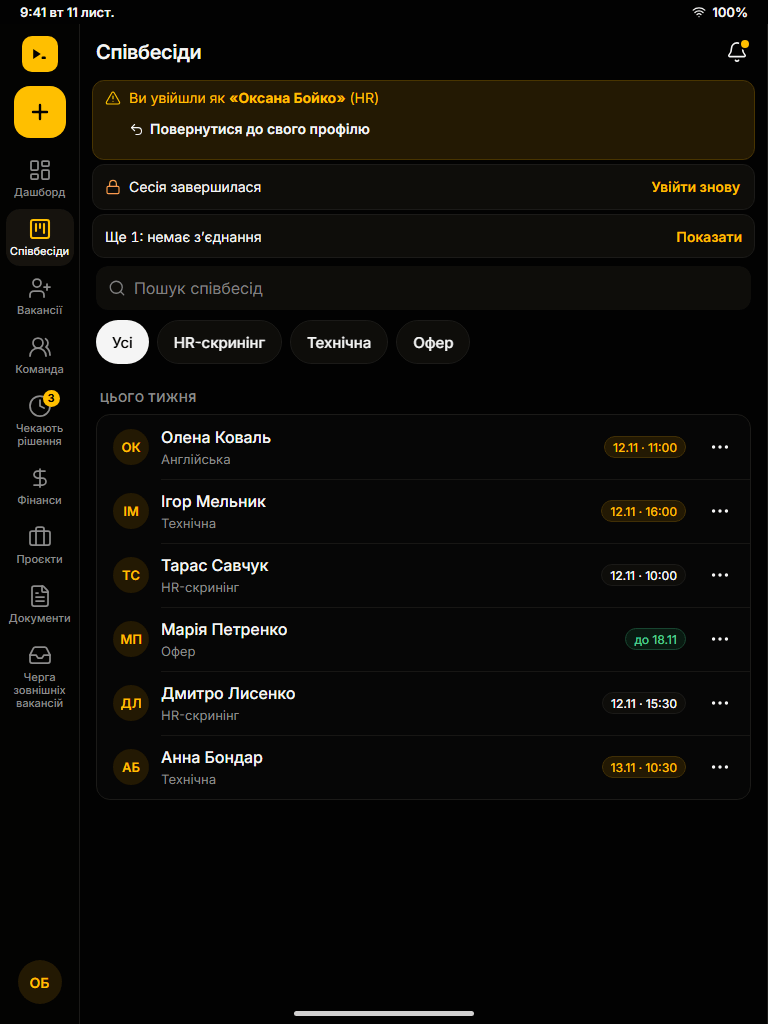 9:41 вт 11 лист.
100%
Співбесіди
Ви увійшли як «Оксана Бойко» (HR)
Повернутися до свого профілю
Сесія завершилася
Увійти знову
Ще 1: немає з’єднання
Показати
Пошук співбесід
Усі
HR-скринінг
Технічна
Офер
ЦЬОГО ТИЖНЯ
ОК
Олена Коваль
Англійська
12.11 · 11:00
ІМ
Ігор Мельник
Технічна
12.11 · 16:00
ТС
Тарас Савчук
HR-скринінг
12.11 · 10:00
МП
Марія Петренко
Офер
до 18.11
ДЛ
Дмитро Лисенко
HR-скринінг
12.11 · 15:30
АБ
Анна Бондар
Технічна
13.11 · 10:30
Дашборд
Співбесіди
Вакансії
Команда
3
Чекають
рішення
Фінанси
Проєкти
Документи
Черга
зовнішніх
вакансій
ОБ